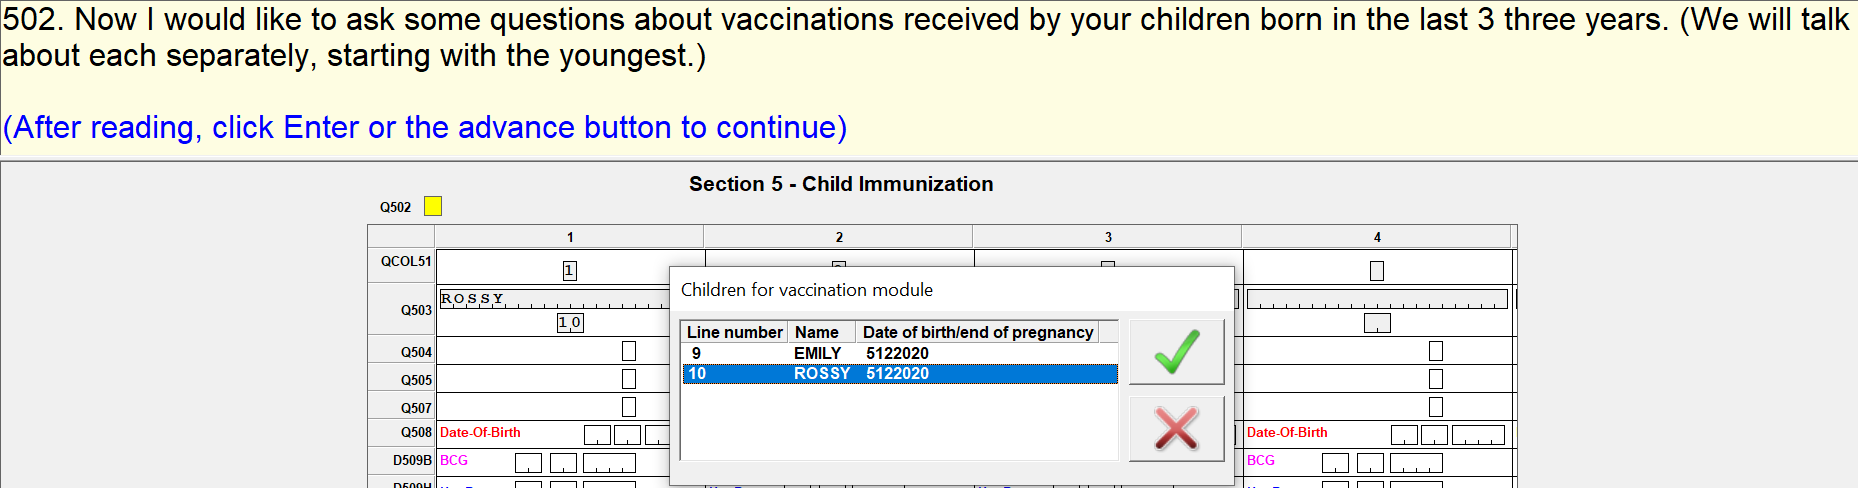 502. Now I would like to ask some questions about vaccinations received by your children born in the last 3 three years. (We will talk
about each separately, starting with the youngest.)
(After reading, click Enter or the advance button to continue)
Section 5 - Child Immunization
Q502
1 2 3 4
QCOL51 1
Q503 ROSSY
10
Q504
Q505
Q507
Q508 Date-Of-Birth Date-Of-Birth
D509B BCG BCG
Children for vaccination module
Line number Name Date of birth/end of pregnancy
9 EMILY 5122020
10 ROSSY 5122020